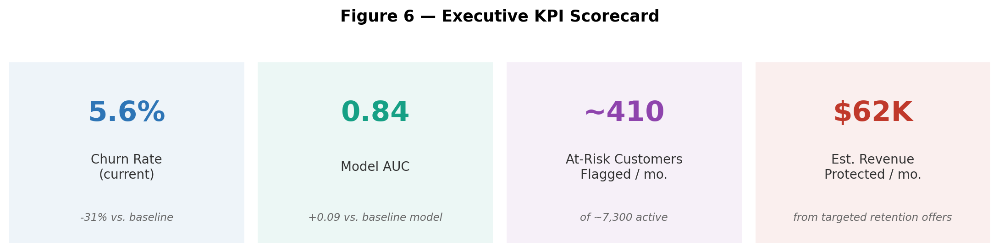 Figure 6 — Executive KPI Scorecard
5.6%
Churn Rate
(current)
-31% vs. baseline
0.84
Model AUC
+0.09 vs. baseline model
~410
At-Risk Customers
Flagged / mo.
of ~7,300 active
$62K
Est. Revenue
Protected / mo.
from targeted retention offers